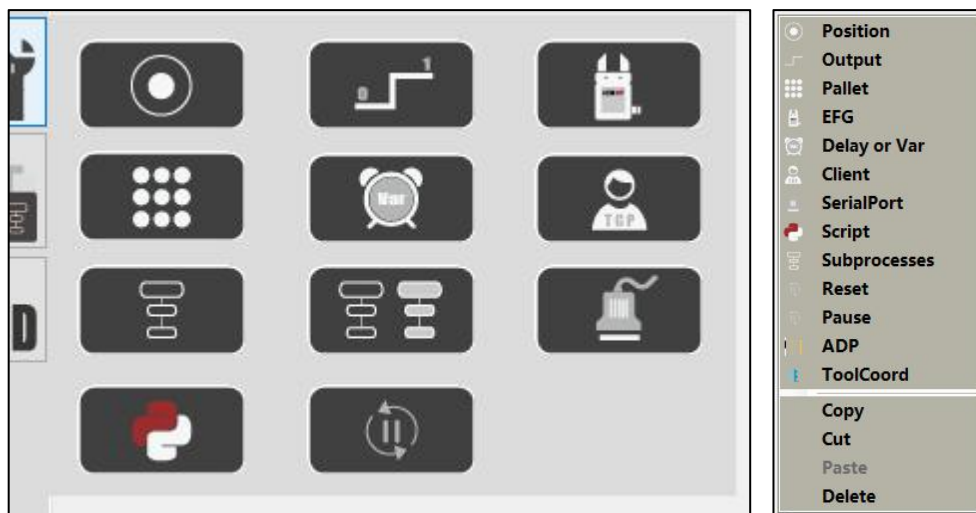 0 1
Var
TCP
Position
Output
Pallet
EFG
Delay or Var
Client
SerialPort
Script
Subprocesses
Reset
Pause
ADP
ToolCoord
Copy
Cut
Paste
Delete